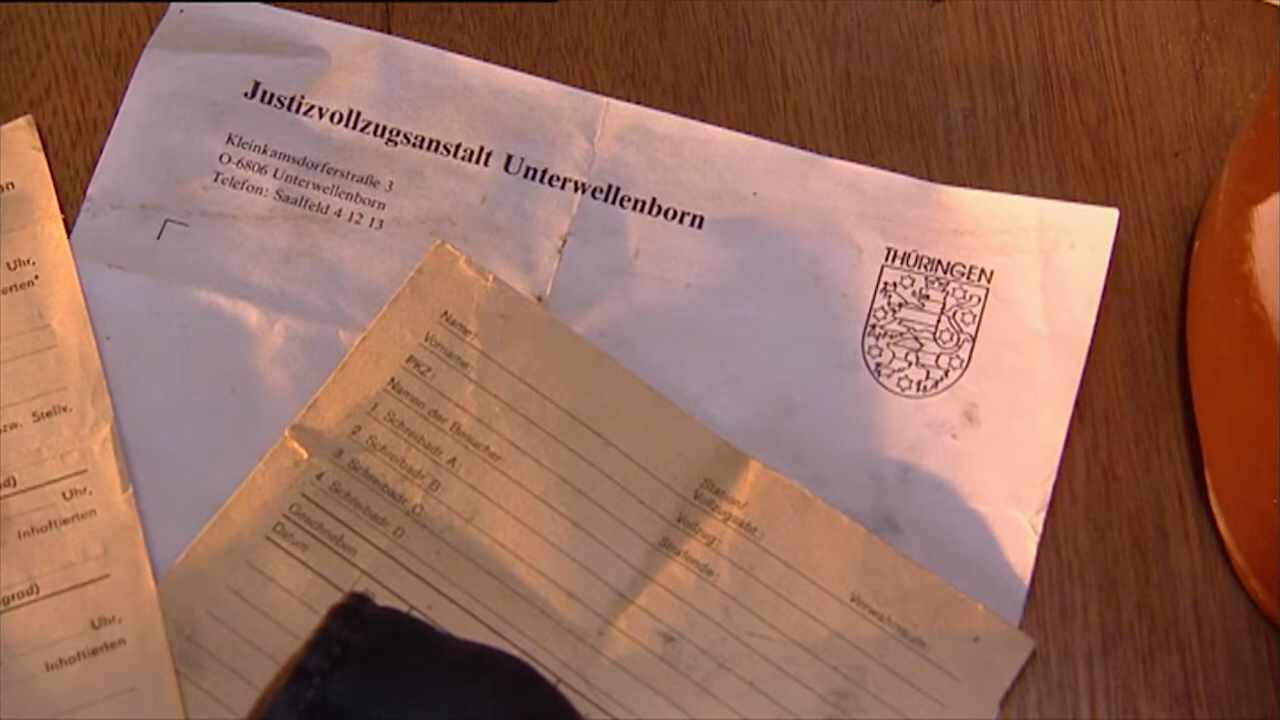 Justizvollzugsanstalt Unterwellenborn
Kleinkamsdorferstraße 3
O-6806 Unterwellenborn
Telefon: Saalfeld 4 12 13
THÜRINGEN
Name:
Vorname:
PKZ:
Namen der Besucher
1. Schreibadr. A:
2. Schreibadr. B:
3. Schreibadr. C:
4. Schreibadr. D:
Geschrieben
Datum
Station/
Vollzugsabt.:
Vollzug:
Strafende:
Verwahrraum
Uhr,
zw. Stellv.
Uhr,
Inhaftierten
Uhr,
Inhaftierten